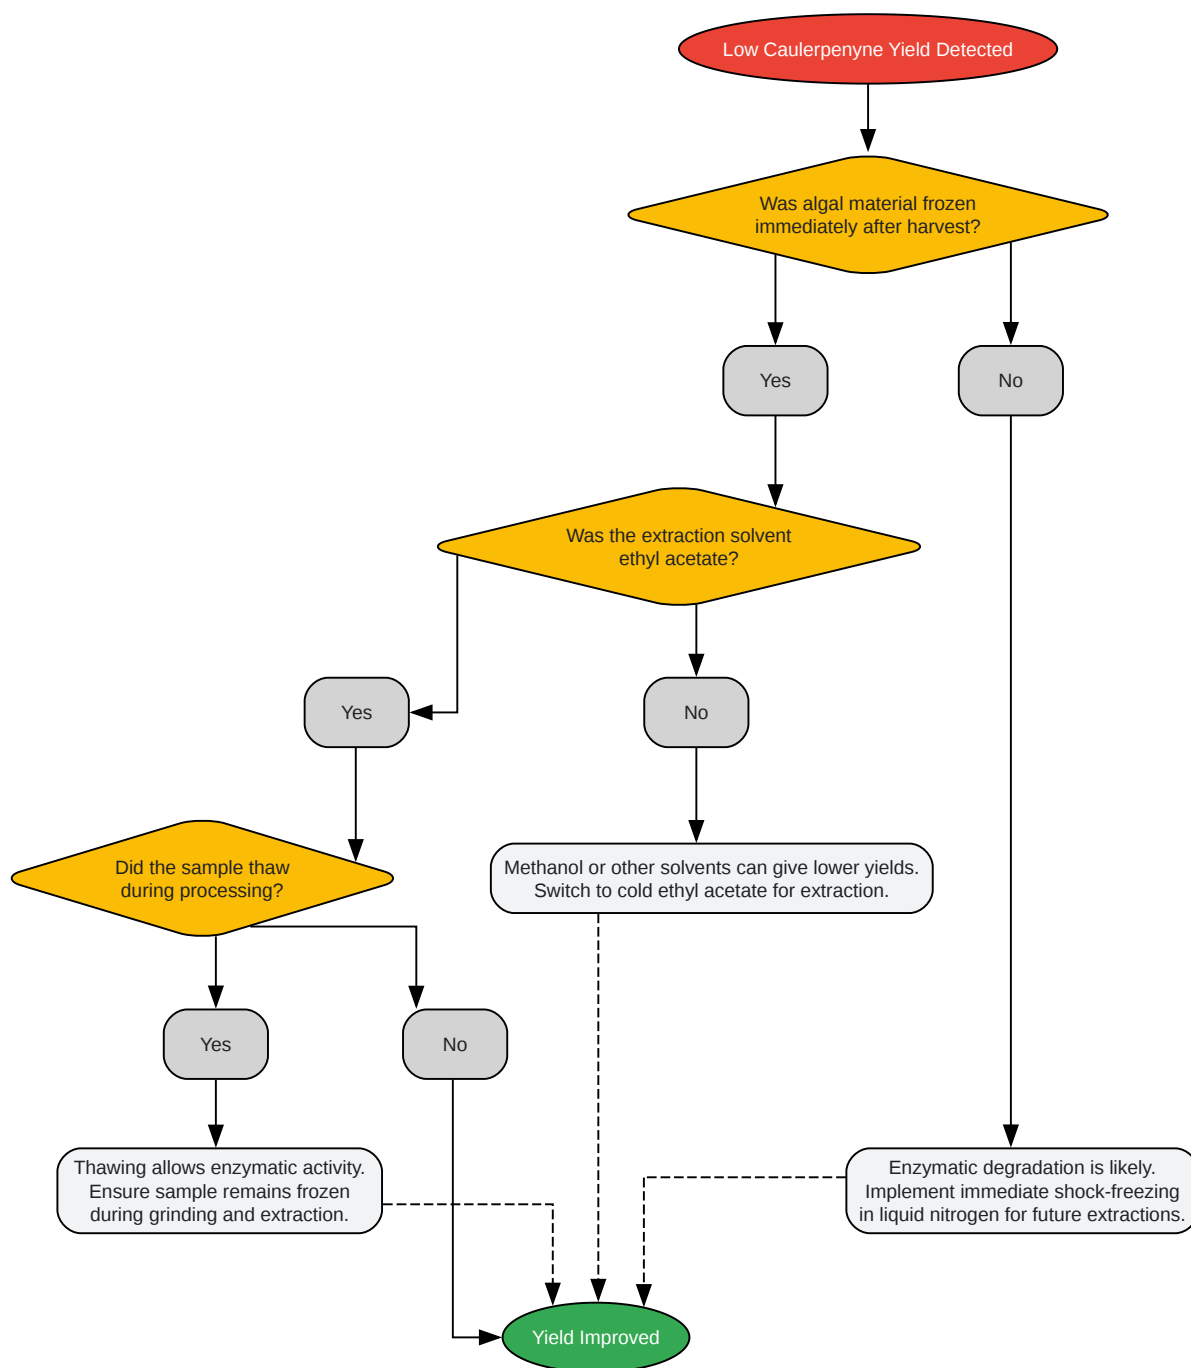 Low Caulerpenyne Yield Detected
Was algal material frozen
immediately after harvest?
Yes
No
Was the extraction solvent
ethyl acetate?
Yes
No
Did the sample thaw
during processing?
Methanol or other solvents can give lower yields.
Switch to cold ethyl acetate for extraction.
Yes
No
Thawing allows enzymatic activity.
Ensure sample remains frozen
during grinding and extraction.
Enzymatic degradation is likely.
Implement immediate shock-freezing
in liquid nitrogen for future extractions.
Yield Improved